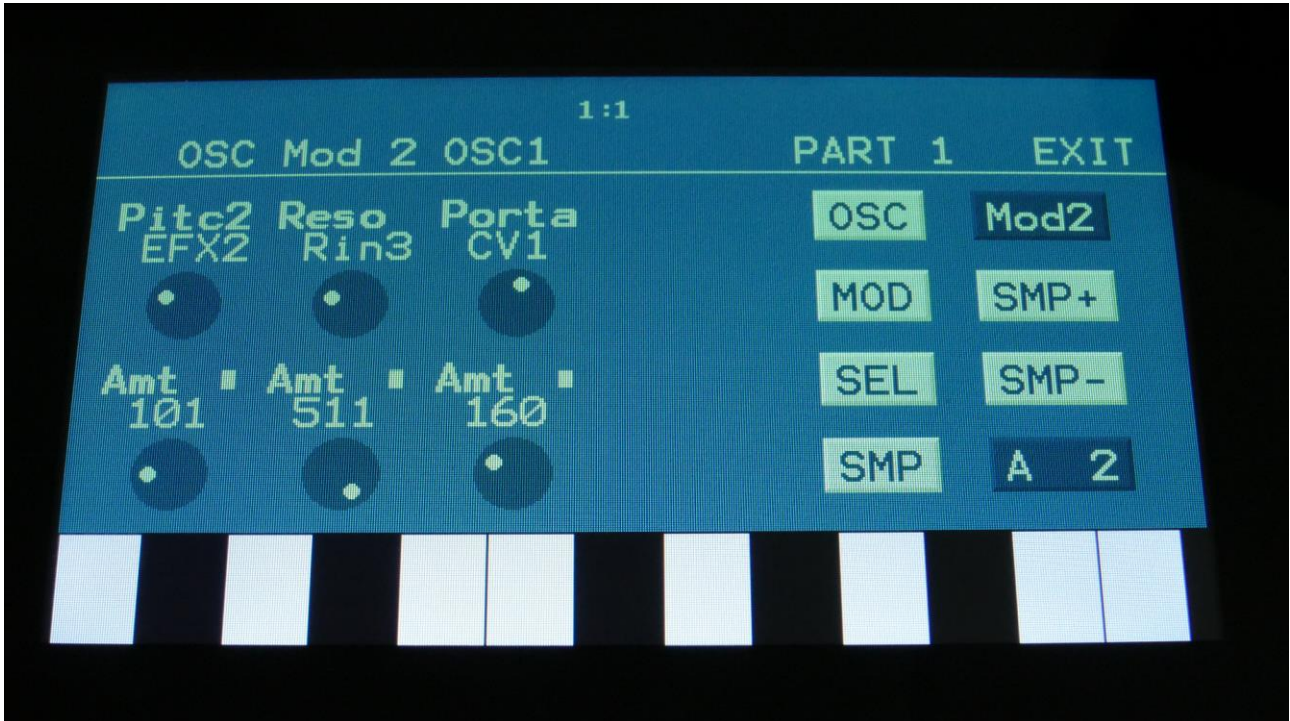 1:1
OSC Mod 2 OSC1 PART 1 EXIT
Pitc2 Reso Porta
EFX2 Rin3 CV1
OSC Mod2
MOD SMP+
Amt Amt Amt
101 511 160
SEL SMP-
SMP A 2